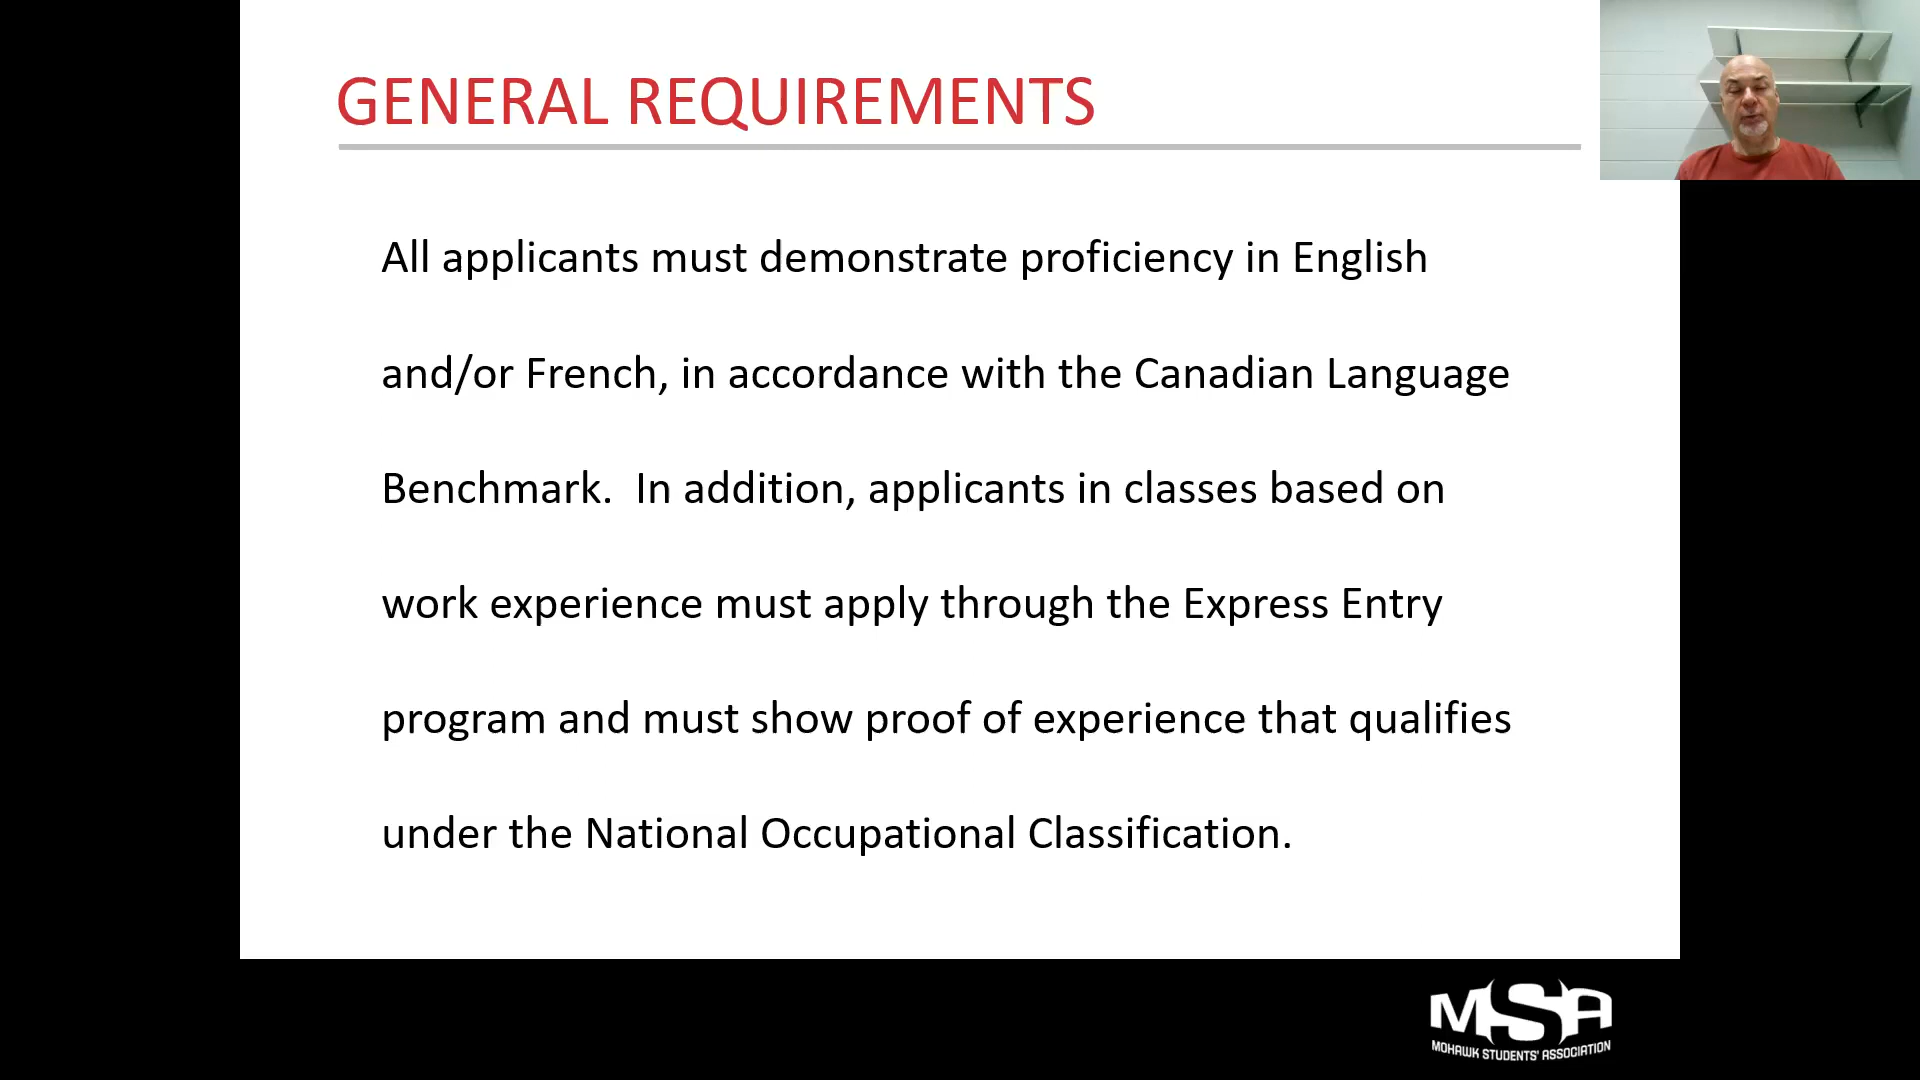 GENERAL REQUIREMENTS
All applicants must demonstrate proficiency in English
and/or French, in accordance with the Canadian Language
Benchmark.  In addition, applicants in classes based on
work experience must apply through the Express Entry
program and must show proof of experience that qualifies
under the National Occupational Classification.
MSA
MOHAWK STUDENTS' ASSOCIATION